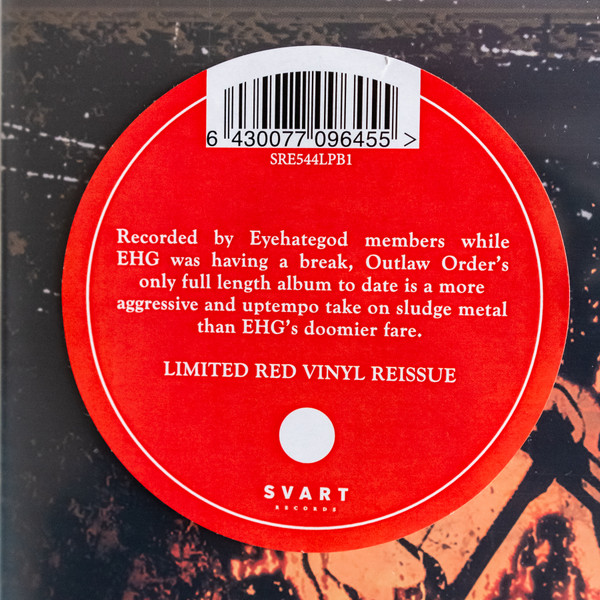 6 430077 096455 >
SRE544LPB1
Recorded by Eyehategod members while
EHG was having a break, Outlaw Order's
only full length album to date is a more
aggressive and uptempo take on sludge metal
than EHG's doomier fare.
LIMITED RED VINYL REISSUE
SVART
RECORDS